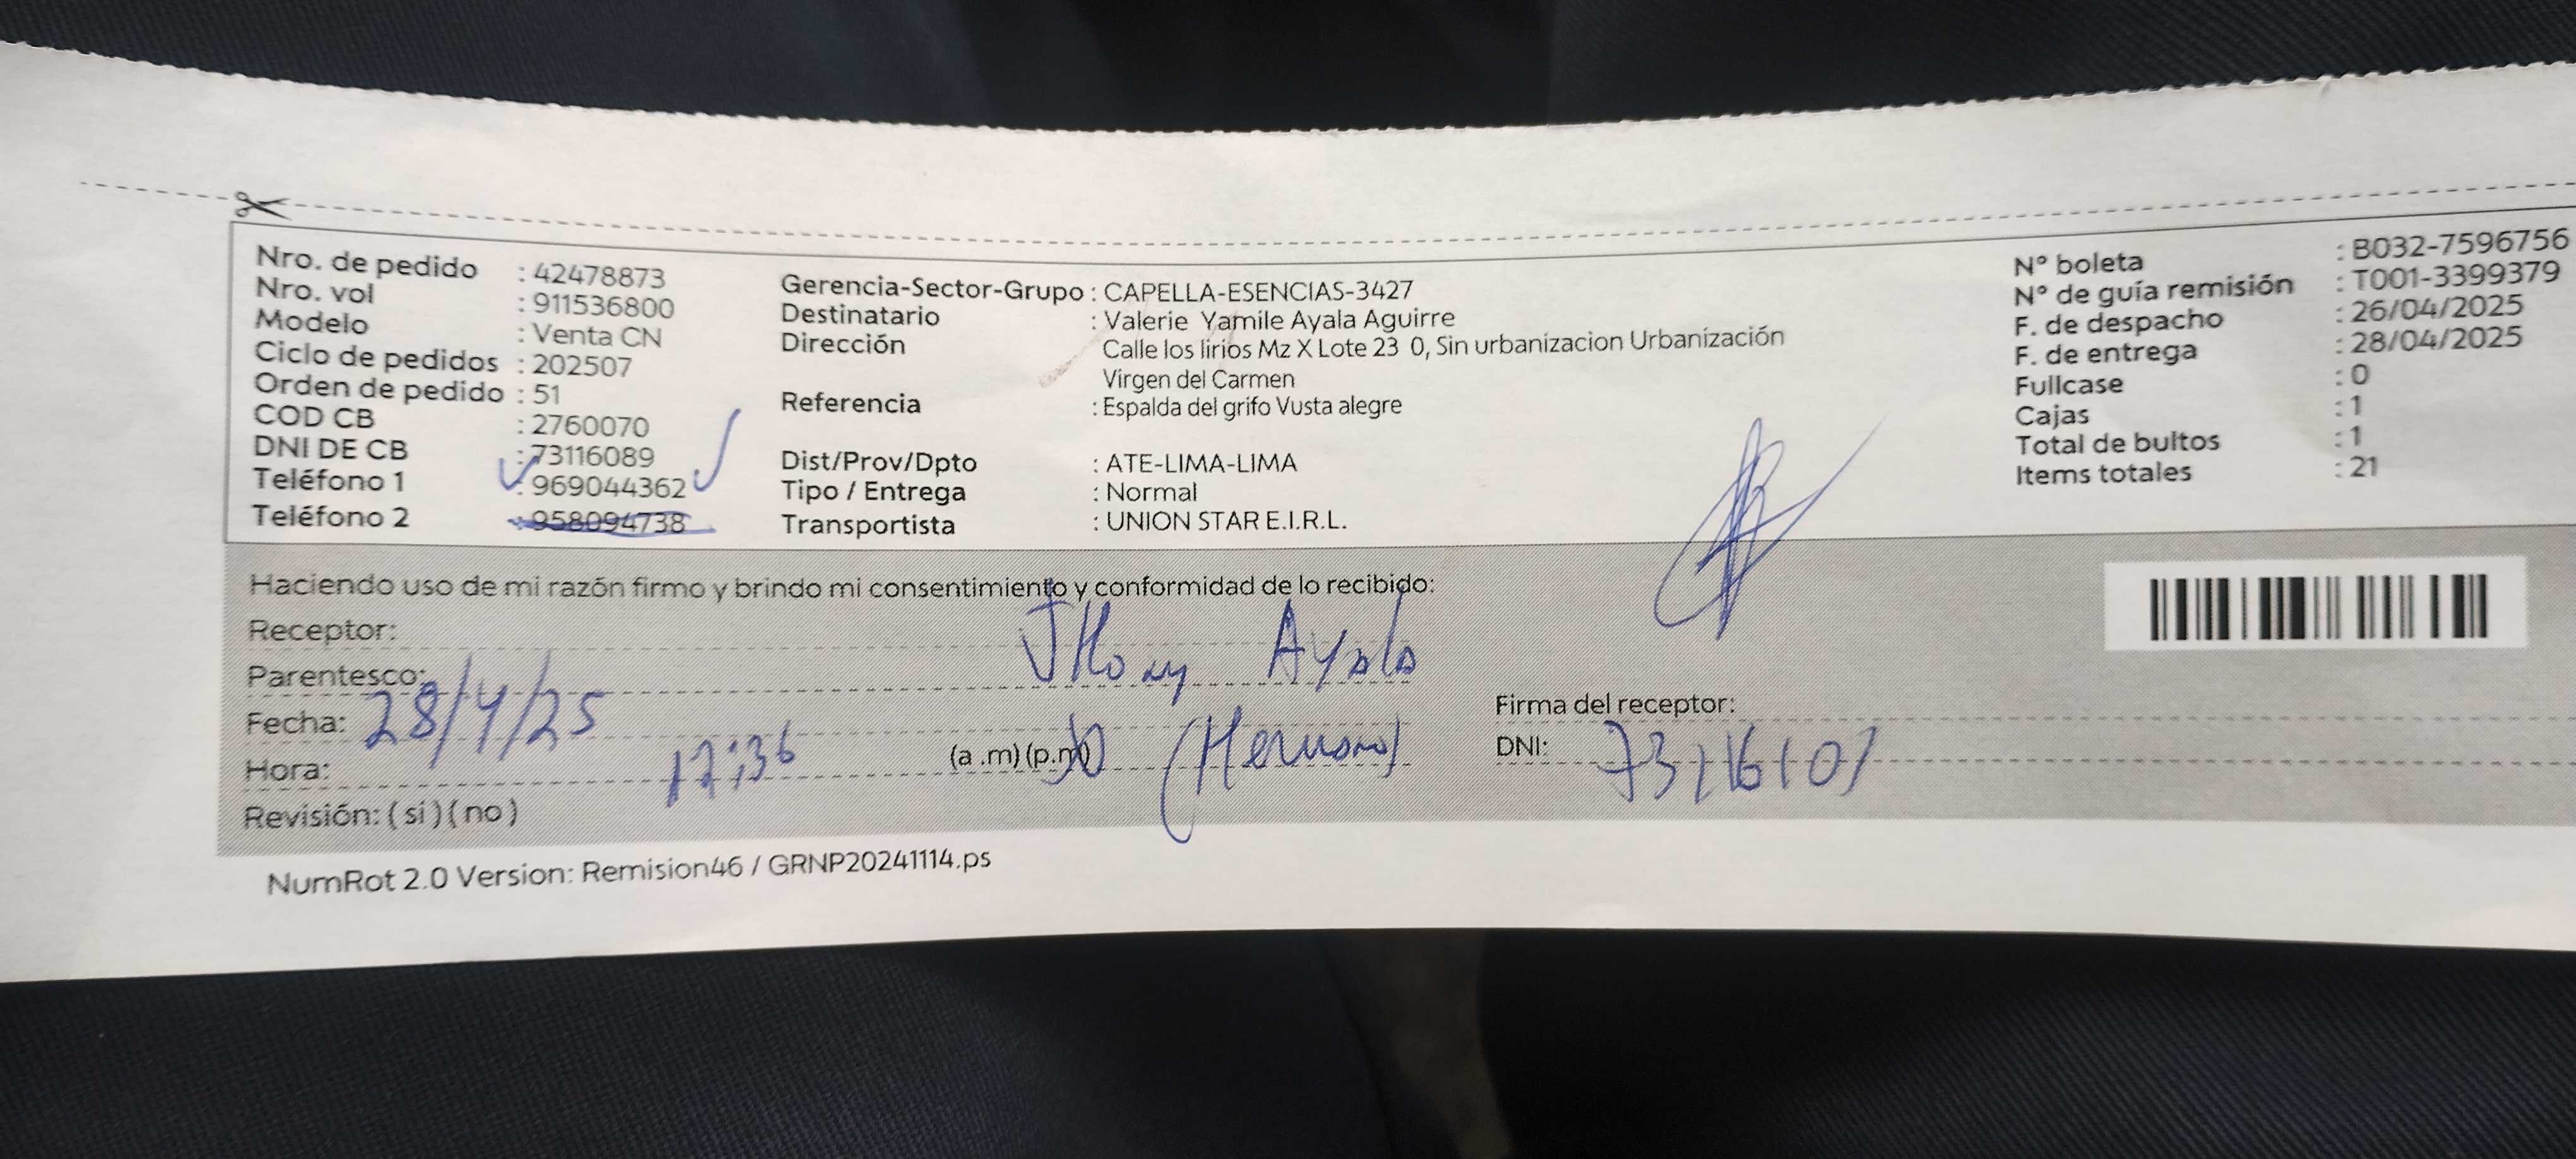 Nro. de pedido : 42478873
Nro. vol : 911536800
Modelo : Venta CN
Ciclo de pedidos : 202507
Orden de pedido : 51
COD CB : 2760070
DNI DE CB : 73116089
Teléfono 1 : 969044362
Teléfono 2 : 958094738
Gerencia-Sector-Grupo : CAPELLA-ESENCIAS-3427
Destinatario : Valerie Yamile Ayala Aguirre
Dirección : Calle los lirios Mz X Lote 23 0, Sin urbanizacion Urbanización
Virgen del Carmen
Referencia : Espalda del grifo Vusta alegre
Dist/Prov/Dpto : ATE-LIMA-LIMA
Tipo / Entrega : Normal
Transportista : UNION STAR E.I.R.L.
N° boleta : B032-7596756
N° de guía remisión : T001-3399379
F. de despacho : 26/04/2025
F. de entrega : 28/04/2025
Fullcase : 0
Cajas : 1
Total de bultos : 1
Items totales : 21
Haciendo uso de mi razón firmo y brindo mi consentimiento y conformidad de lo recibido:
Receptor: JHony Ayala
Parentesco: (Hermano)
Fecha: 28/4/25
Hora: 17:36 (a .m) (p.m)
Revisión: ( si ) ( no )
Firma del receptor:
DNI:
NumRot 2.0 Version: Remision46 / GRNP20241114.ps